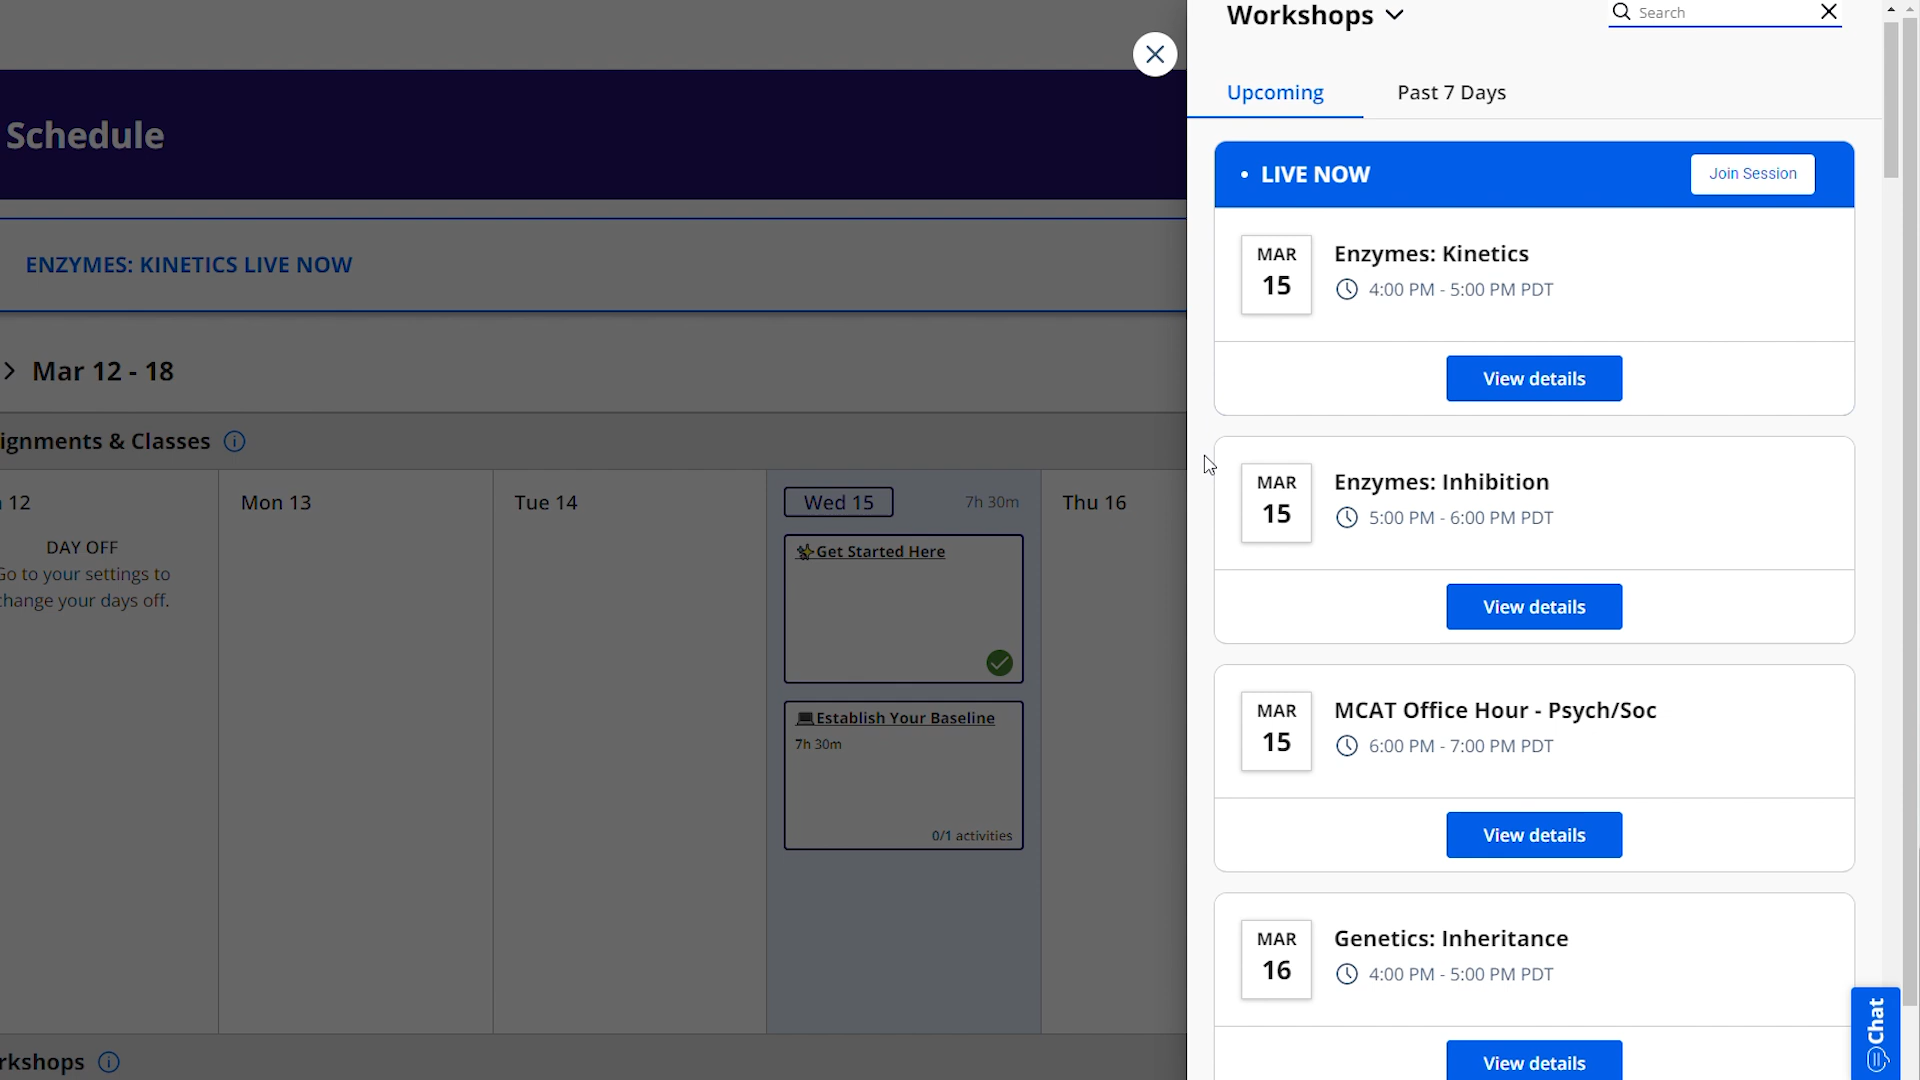 Schedule
ENZYMES: KINETICS LIVE NOW
Mar 12 - 18
ignments & Classes
12
Mon 13
Tue 14
Wed 15
7h 30m
Thu 16
DAY OFF
Go to your settings to
change your days off.
Get Started Here
Establish Your Baseline
7h 30m
0/1 activities
rkshops
Workshops
Search
Upcoming
Past 7 Days
• LIVE NOW
Join Session
MAR
15
Enzymes: Kinetics
4:00 PM - 5:00 PM PDT
View details
MAR
15
Enzymes: Inhibition
5:00 PM - 6:00 PM PDT
View details
MAR
15
MCAT Office Hour - Psych/Soc
6:00 PM - 7:00 PM PDT
View details
MAR
16
Genetics: Inheritance
4:00 PM - 5:00 PM PDT
View details
Chat